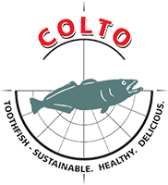 COLTO
TOOTHFISH - SUSTAINABLE. HEALTHY. DELICIOUS.